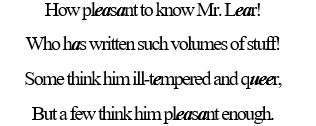 How pleasant to know Mr. Lear!
Who has written such volumes of stuff!
Some think him ill-tempered and queer,
But a few think him pleasant enough.